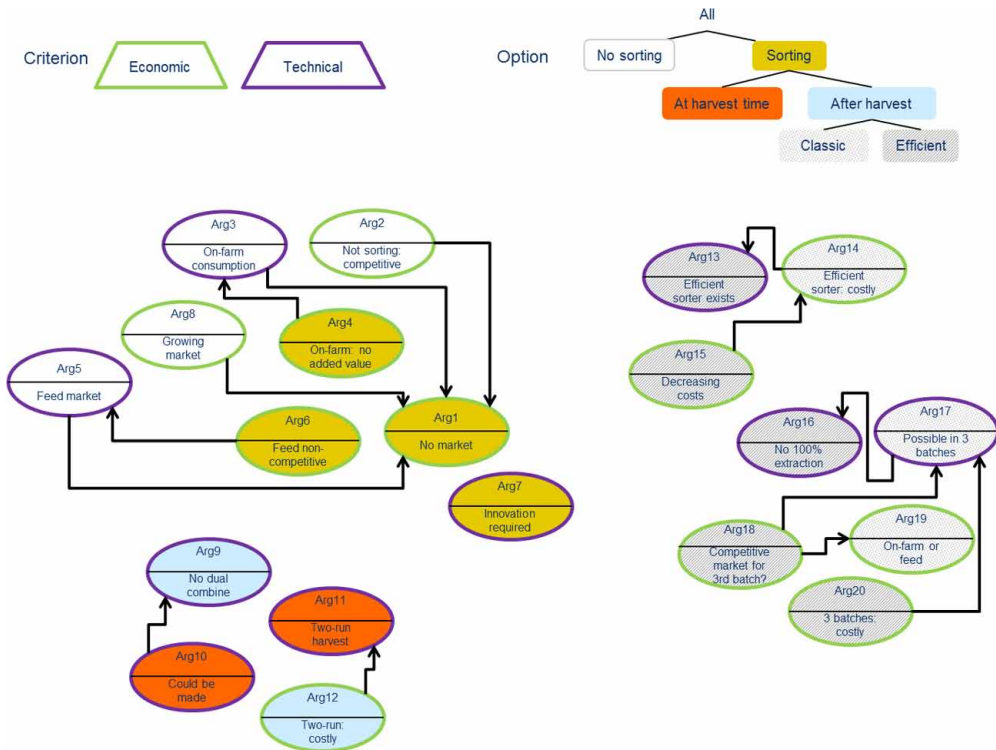 All
Criterion
Economic
Technical
Option
No sorting
Sorting
At harvest time
After harvest
Classic
Efficient
Arg3
On-farm
consumption
Arg2
Not sorting:
competitive
Arg8
Growing
market
Arg4
On-farm: no
added value
Arg5
Feed market
Arg6
Feed non-
competitive
Arg1
No market
Arg7
Innovation
required
Arg9
No dual
combine
Arg10
Could be
made
Arg11
Two-run
harvest
Arg12
Two-run:
costly
Arg13
Efficient
sorter exists
Arg14
Efficient
sorter: costly
Arg15
Decreasing
costs
Arg16
No 100%
extraction
Arg17
Possible in 3
batches
Arg18
Competitive
market for
3rd batch?
Arg19
On-farm or
feed
Arg20
3 batches:
costly